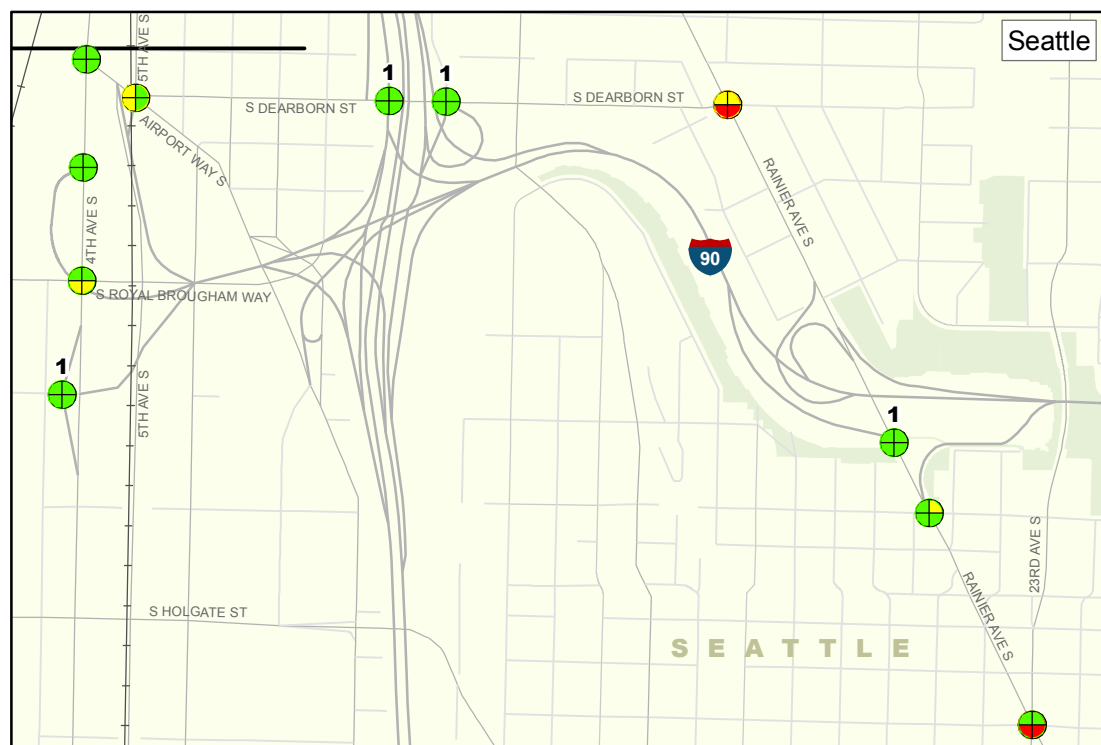 Seattle
5TH AVE S
1
1
S DEARBORN ST
S DEARBORN ST
AIRPORT WAY S
RAINIER AVE S
4TH AVE S
90
S ROYAL BROUGHAM WAY
1
5TH AVE S
1
23RD AVE S
RAINIER AVE S
S HOLGATE ST
SEATTLE